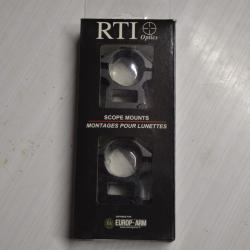 RTI
Optics
SCOPE MOUNTS
MONTAGES POUR LUNETTES
EUROP-ARM